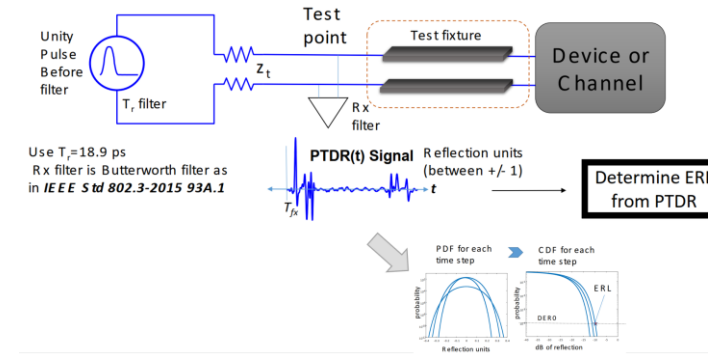 Unity
Pulse
Before
filter
Tr filter
Zt
Test
point
Test fixture
Device or
Channel
Rx
filter
Use Tr=18.9 ps
Rx filter is Butterworth filter as
in IEEE Std 802.3-2015 93A.1
PTDR(t) Signal
Reflection units
(between +/- 1)
t
Tfx
Determine ERL
from PTDR
PDF for each
time step
CDF for each
time step
probability
Reflection units
probability
ERL
DER0
dB of reflection